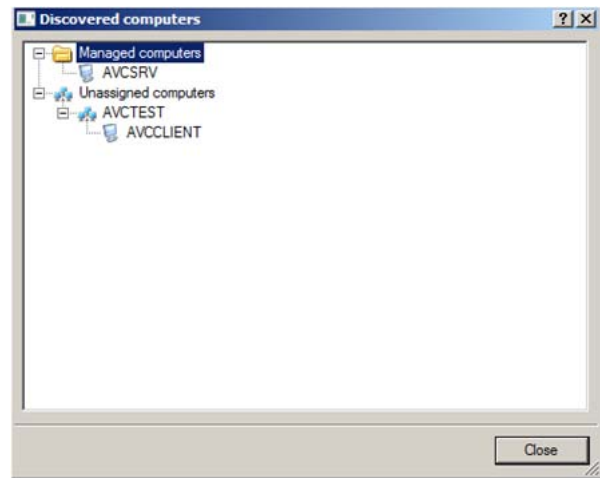 Discovered computers
Managed computers
AVCSRV
Unassigned computers
AVCTEST
AVCCLIENT
Close